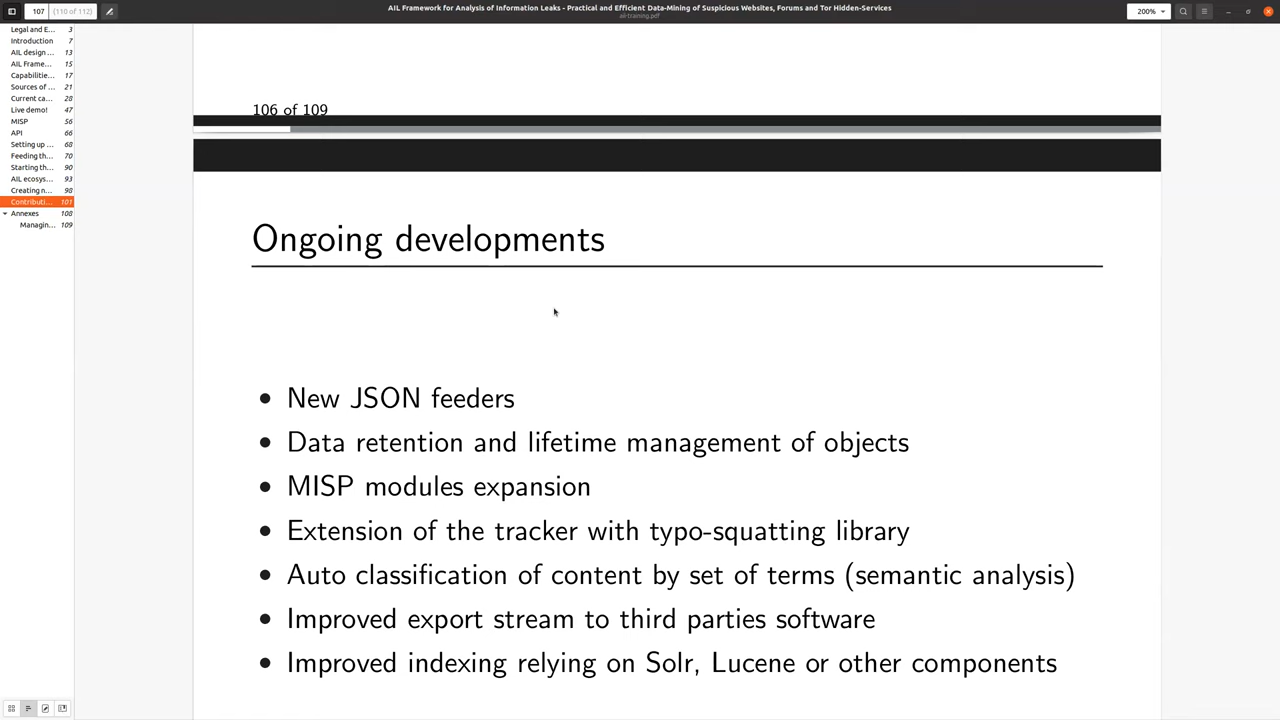 107
(110 of 112)
AIL Framework for Analysis of Information Leaks - Practical and Efficient Data-Mining of Suspicious Websites, Forums and Tor Hidden-Services
ail-training.pdf
200%
Legal and E... 3
Introduction 7
AIL design ... 13
AIL Frame... 15
Capabilitie... 17
Sources of ... 21
Current ca... 28
Live demo! 47
MISP 56
API 66
Setting up ... 68
Feeding th... 70
Starting th... 90
AIL ecosys... 93
Creating n... 98
Contributi... 101
Annexes 108
Managin... 109
106 of 109
Ongoing developments
• New JSON feeders
• Data retention and lifetime management of objects
• MISP modules expansion
• Extension of the tracker with typo-squatting library
• Auto classification of content by set of terms (semantic analysis)
• Improved export stream to third parties software
• Improved indexing relying on Solr, Lucene or other components